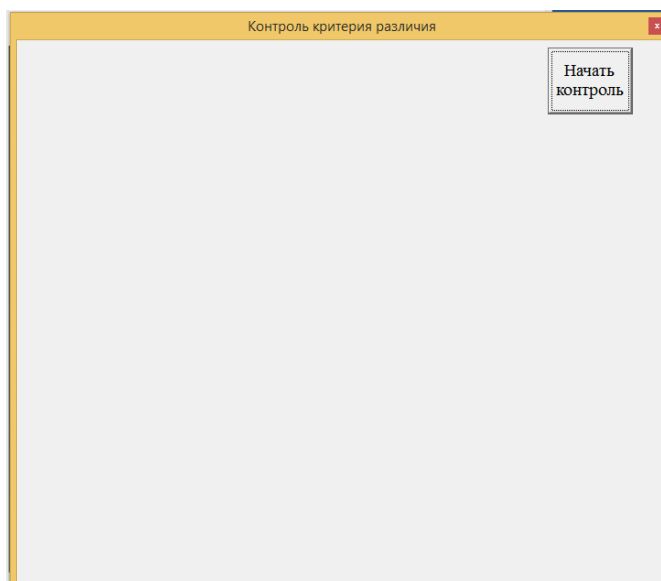 Контроль критерия различия
x
Начать
контроль